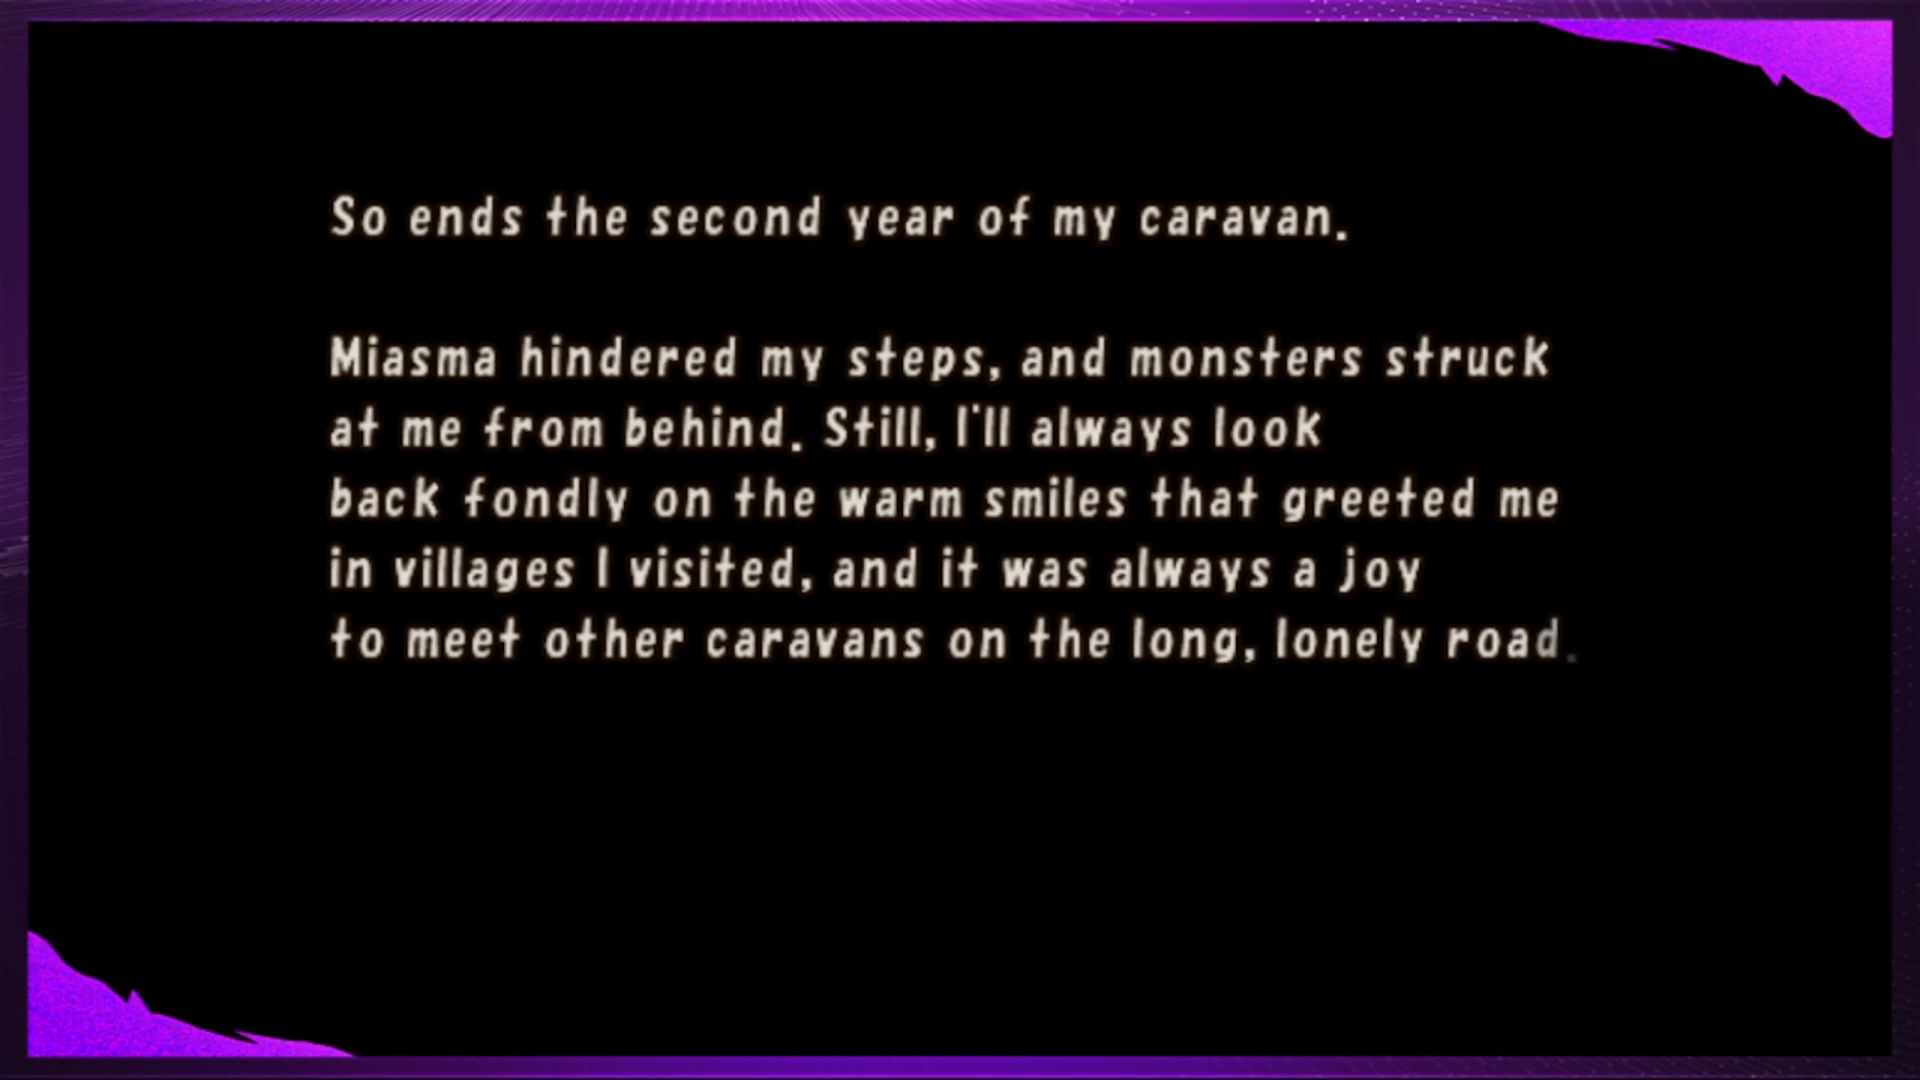 So ends the second year of my caravan.
Miasma hindered my steps, and monsters struck
at me from behind. Still, I'll always look
back fondly on the warm smiles that greeted me
in villages I visited, and it was always a joy
to meet other caravans on the long, lonely road.